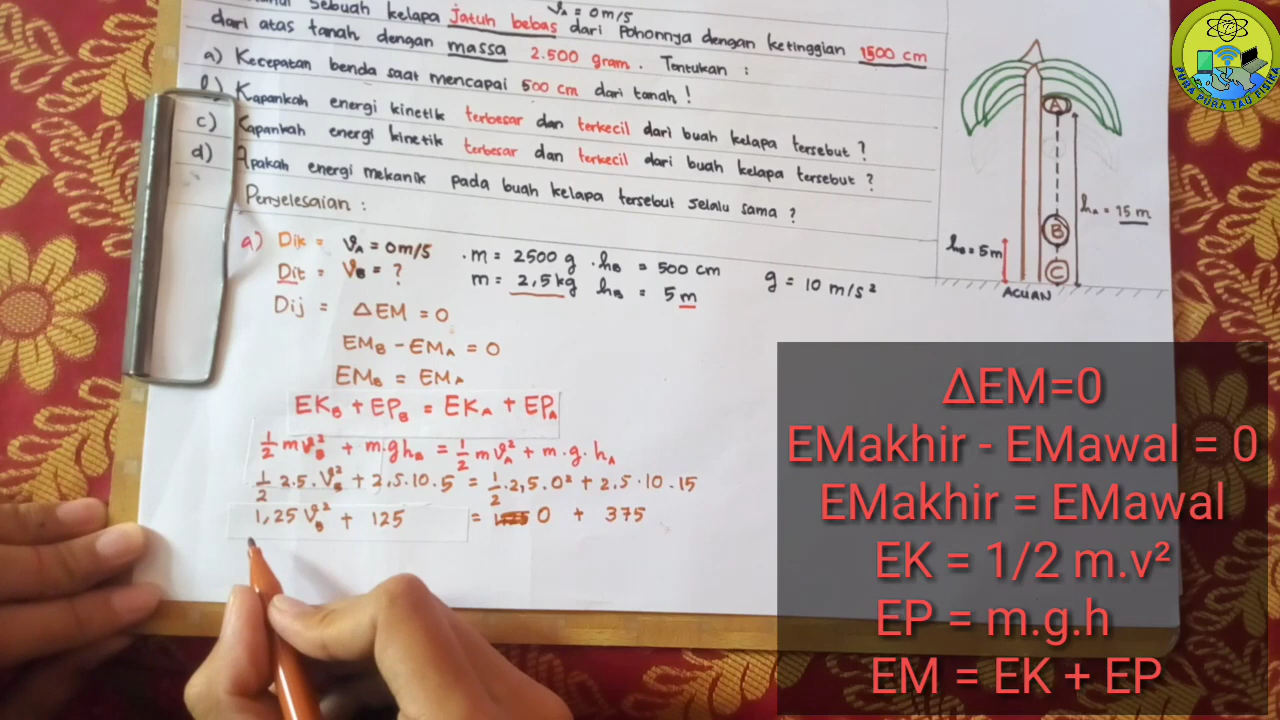 sebuah kelapa jatuh bebas dari pohonnya dengan ketinggian 1500 cm
vA = 0 m/s
dari atas tanah dengan massa 2.500 gram. Tentukan :
a) Kecepatan benda saat mencapai 500 cm dari tanah!
b) Kapankah energi kinetik terbesar dan terkecil dari buah kelapa tersebut?
c) Kapankah energi kinetik terbesar dan terkecil dari buah kelapa tersebut?
d) Apakah energi mekanik pada buah kelapa tersebut selalu sama?
Penyelesaian :
a) Dik = vA = 0 m/s . m = 2500 g . hB = 500 cm
Dit = vB = ? m = 2,5 kg hB = 5 m g = 10 m/s²
Dij = ΔEM = 0
EMB - EMA = 0
EMB = EMA
EKB + EPB = EKA + EPA
1/2 m vB² + m.g hB = 1/2 m vA² + m.g.hA
1/2 2.5. vB² + 2,5.10.5 = 1/2.2,5.0² + 2.5.10.15
1,25 vB² + 125 = 0 + 375
A
hA = 15 m
B
hB = 5 m
C
ACUAN
PURA PURA TAU FISIKA
ΔEM=0
EMakhir - EMawal = 0
EMakhir = EMawal
EK = 1/2 m.v²
EP = m.g.h
EM = EK + EP